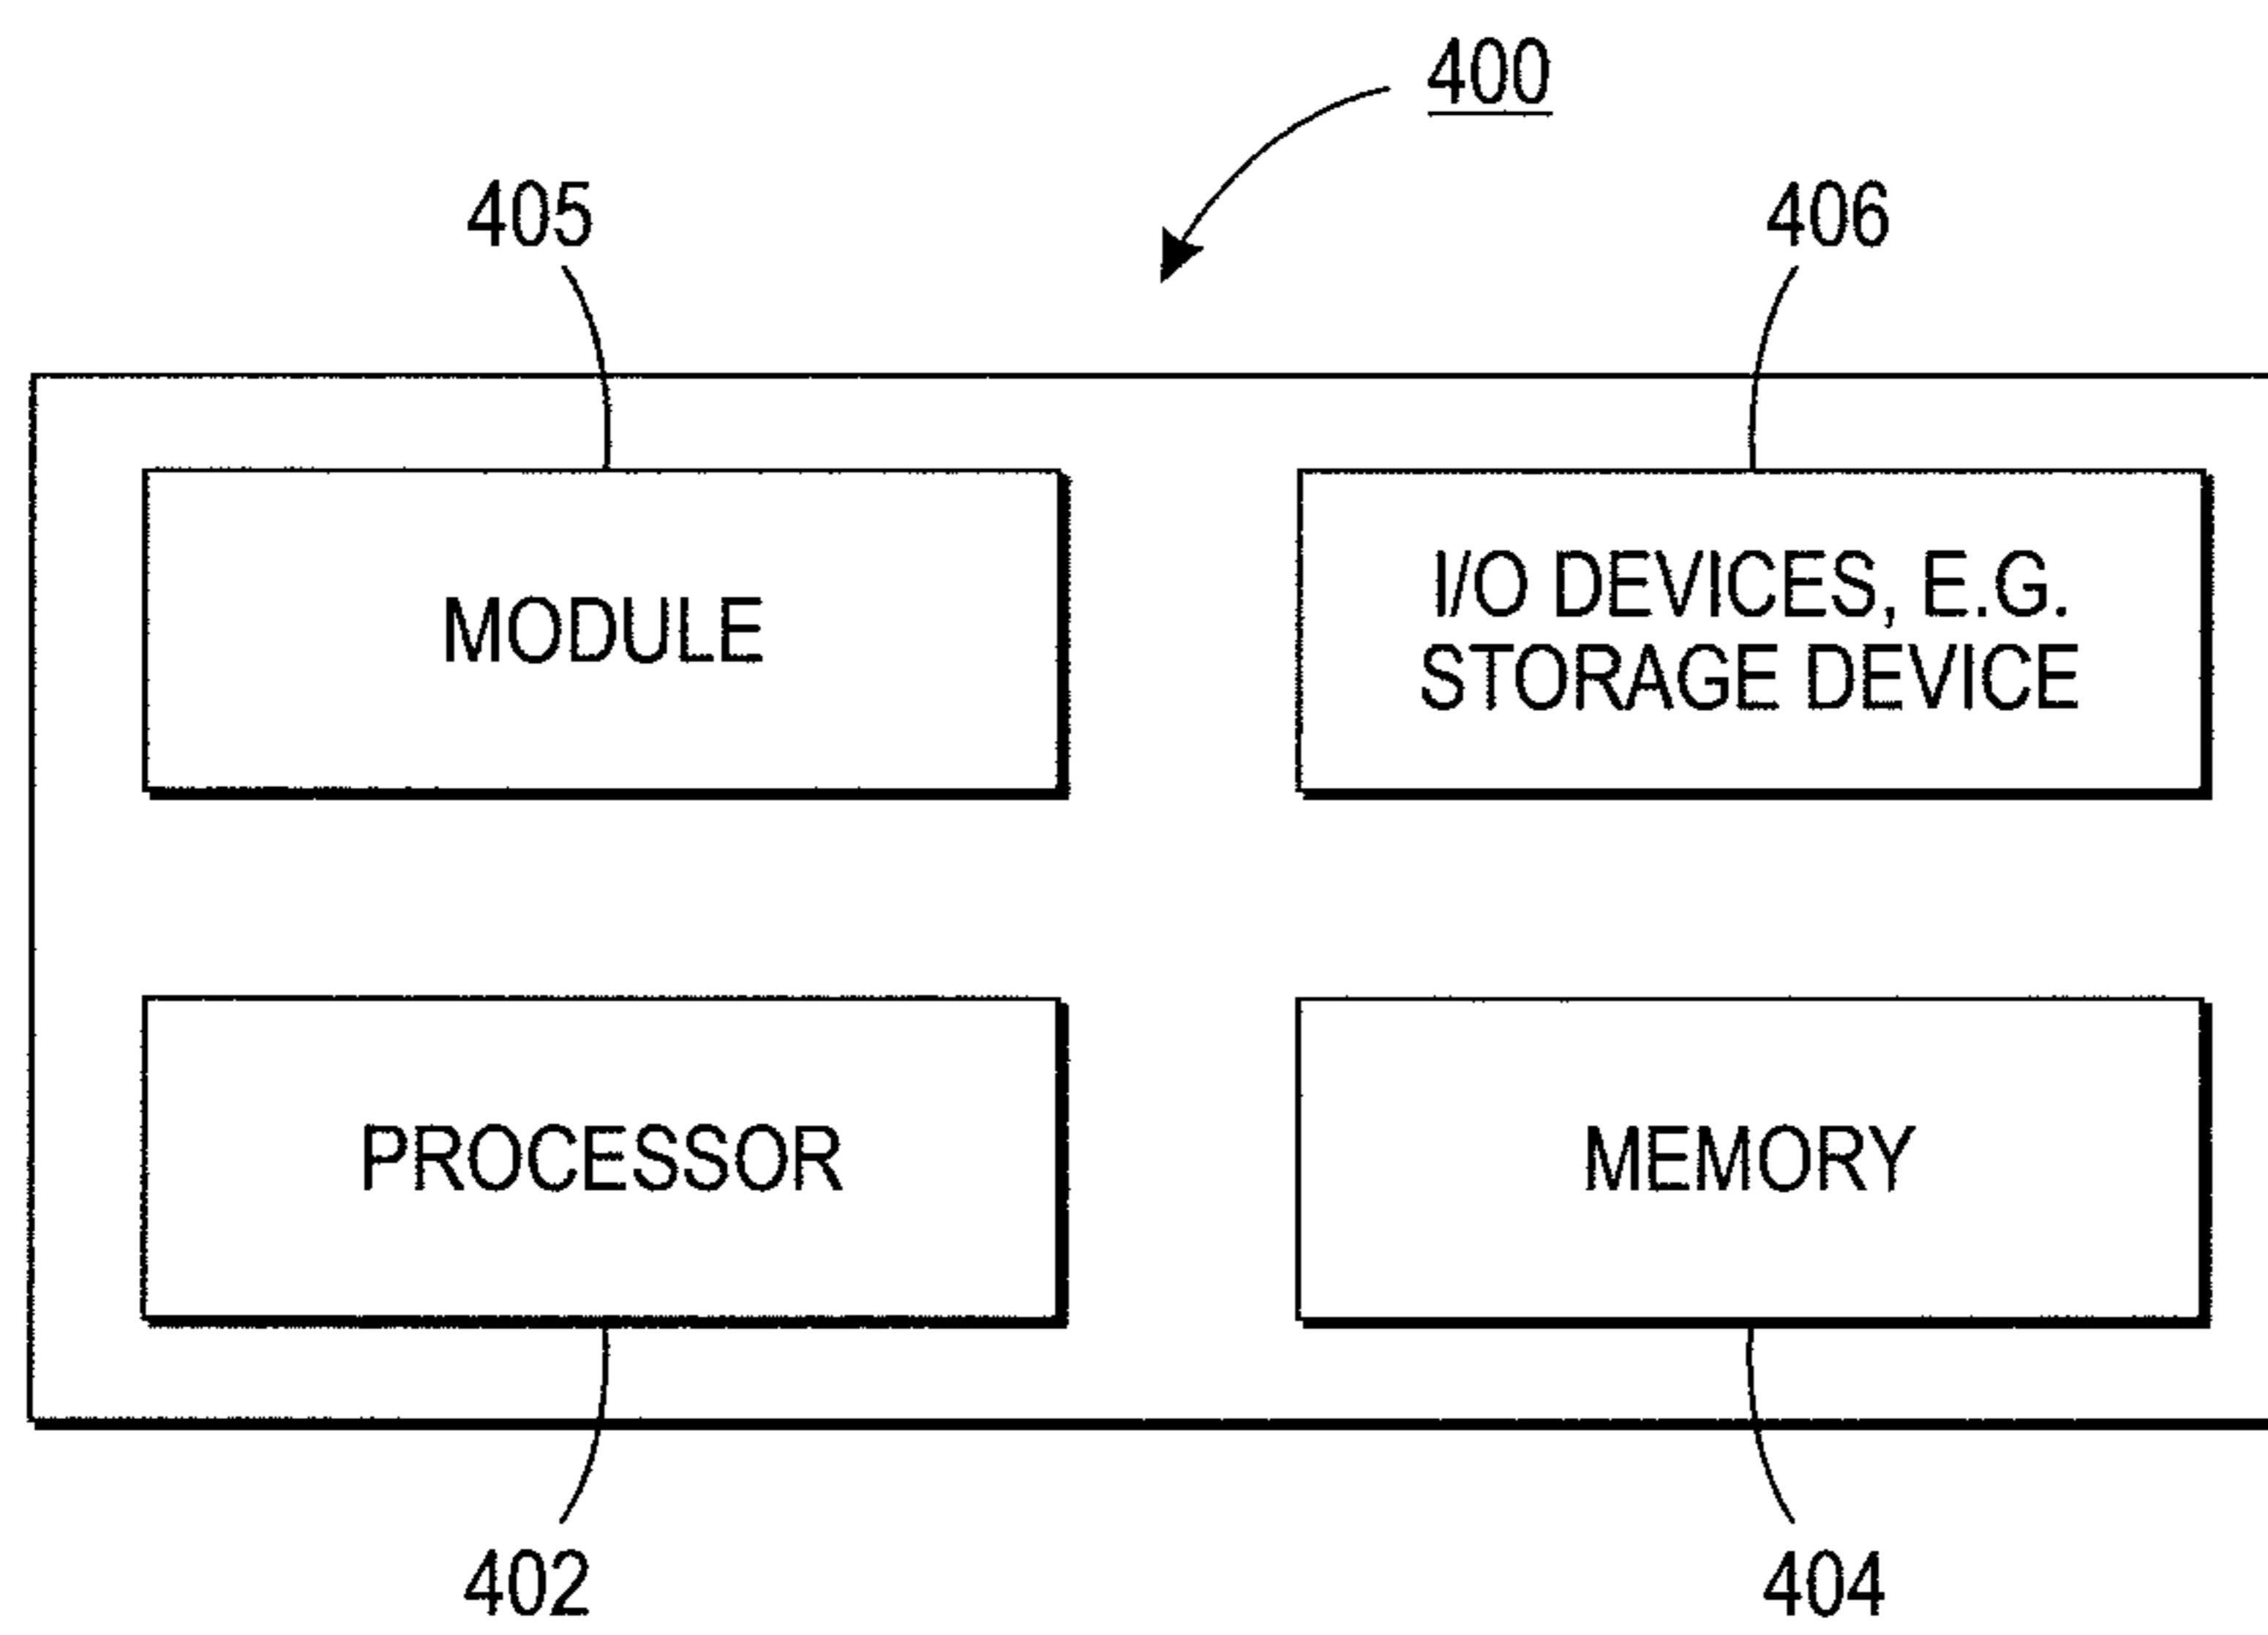 400
405
406
MODULE
I/O DEVICES, E.G.
STORAGE DEVICE
PROCESSOR
MEMORY
402
404